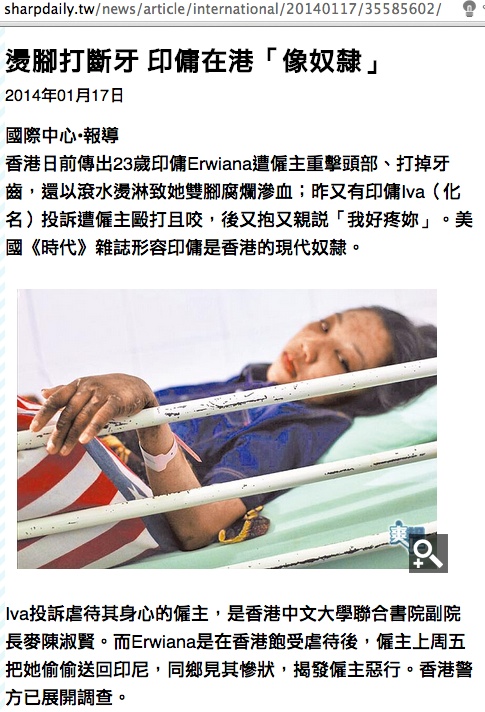 sharpdaily.tw/news/article/international/20140117/35585602/
燙腳打斷牙 印傭在港「像奴隸」
2014年01月17日
國際中心‧報導
香港日前傳出23歲印傭Erwiana遭僱主重擊頭部、打掉牙
齒，還以滾水燙淋致她雙腳腐爛滲血；昨又有印傭Iva（化
名）投訴遭僱主毆打且咬，後又抱又親説「我好疼妳」。美
國《時代》雜誌形容印傭是香港的現代奴隸。
Iva投訴虐待其身心的僱主，是香港中文大學聯合書院副院
長麥陳淑賢。而Erwiana是在香港飽受虐待後，僱主上周五
把她偷偷送回印尼，同鄉見其慘狀，揭發僱主惡行。香港警
方已展開調查。